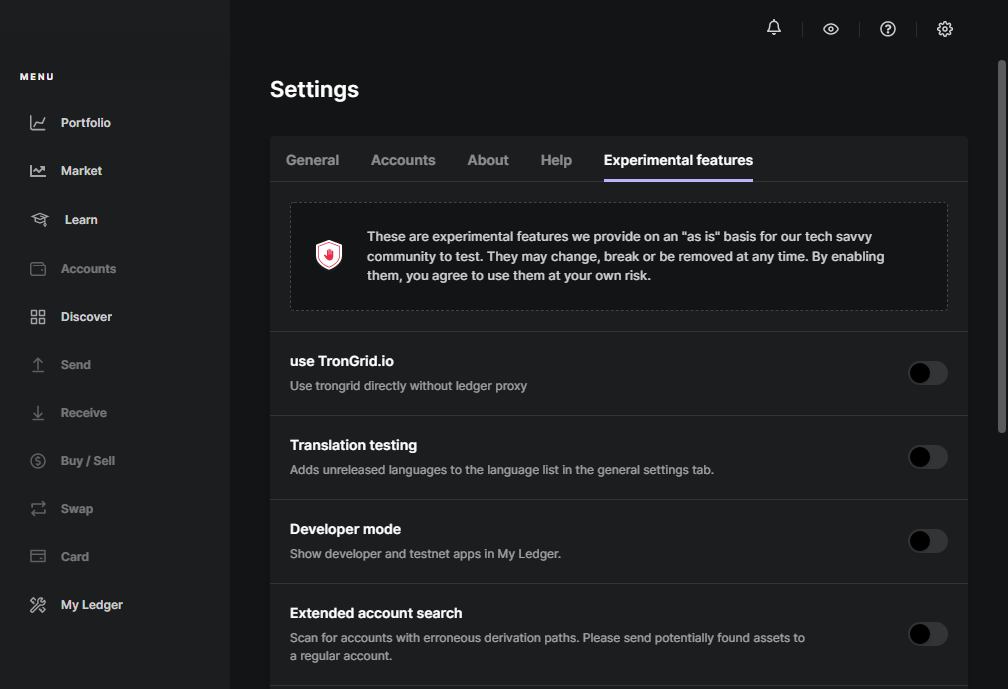 MENU
Portfolio
Market
Learn
Accounts
Discover
Send
Receive
Buy / Sell
Swap
Card
My Ledger
Settings
General
Accounts
About
Help
Experimental features
These are experimental features we provide on an "as is" basis for our tech savvy
community to test. They may change, break or be removed at any time. By enabling
them, you agree to use them at your own risk.
use TronGrid.io
Use trongrid directly without ledger proxy
Translation testing
Adds unreleased languages to the language list in the general settings tab.
Developer mode
Show developer and testnet apps in My Ledger.
Extended account search
Scan for accounts with erroneous derivation paths. Please send potentially found assets to
a regular account.